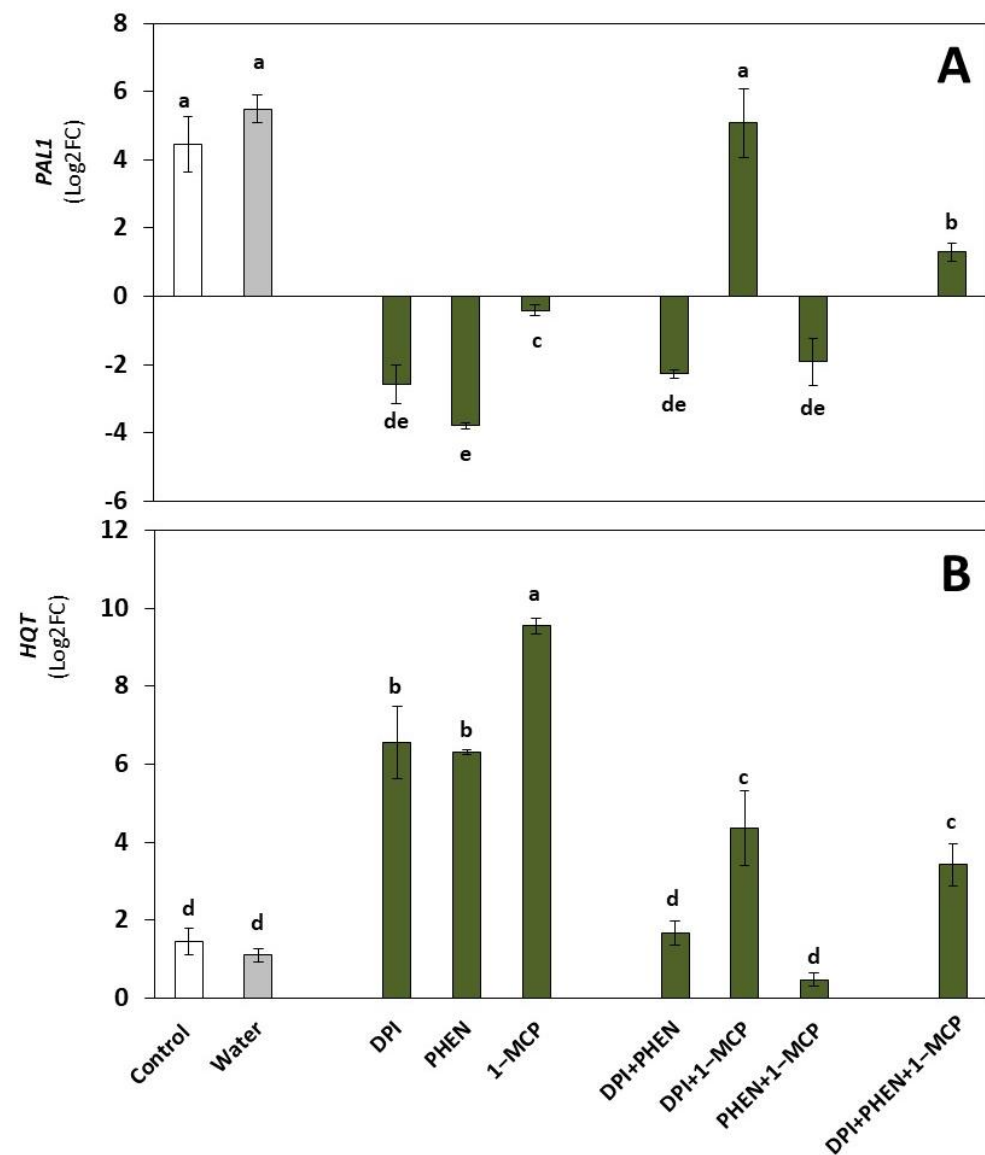 8
A
a
a
a
6
4
PAL1
(Log2FC)
2
b
0
c
-2
de
de
de
e
-4
-6
12
B
a
10
HQT
(Log2FC)
8
b
b
6
c
c
4
d
d
d
d
2
0
Control
Water
DPI
PHEN
1–MCP
DPI+PHEN
DPI+1–MCP
PHEN+1–MCP
DPI+PHEN+1–MCP